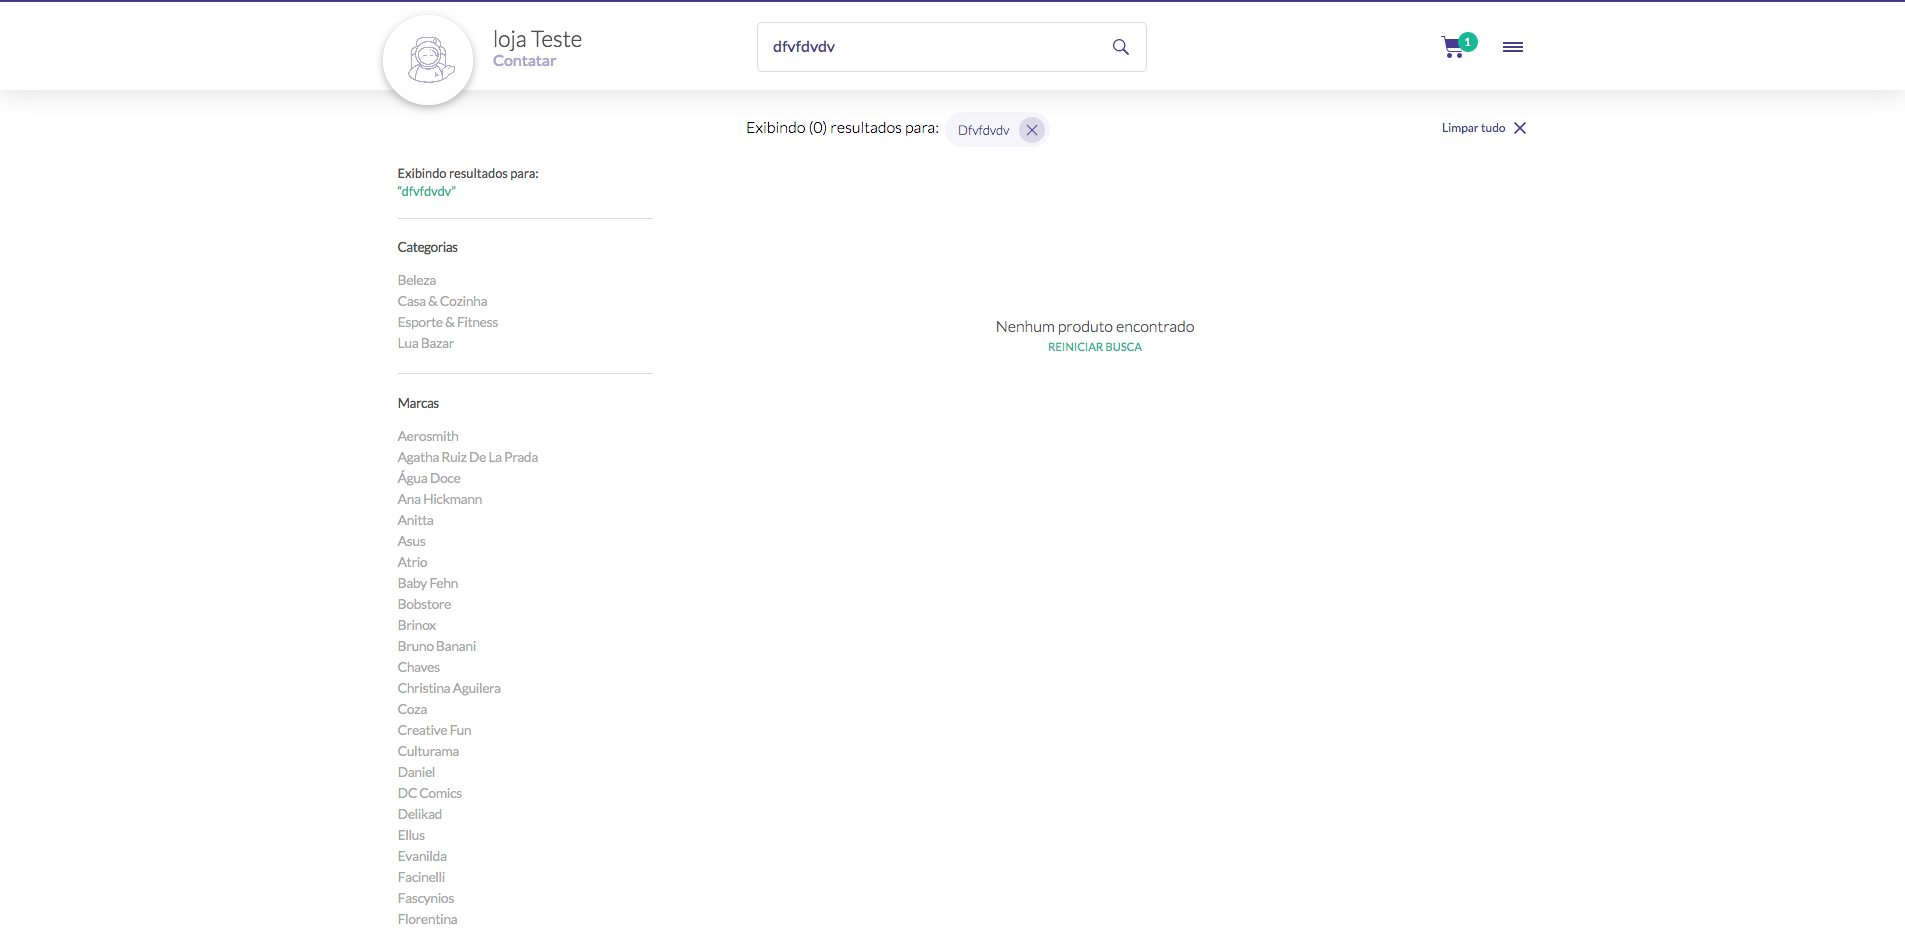 loja Teste
Contatar
dfvfdvdv
1
Exibindo (0) resultados para: Dfvfdvdv
Limpar tudo
Exibindo resultados para:
“dfvfdvdv”
Categorias
Beleza
Casa & Cozinha
Esporte & Fitness
Lua Bazar
Nenhum produto encontrado
REINICIAR BUSCA
Marcas
Aerosmith
Agatha Ruiz De La Prada
Água Doce
Ana Hickmann
Anitta
Asus
Atrio
Baby Fehn
Bobstore
Brinox
Bruno Banani
Chaves
Christina Aguilera
Coza
Creative Fun
Culturama
Daniel
DC Comics
Delikad
Ellus
Evanilda
Facinelli
Fascynios
Florentina